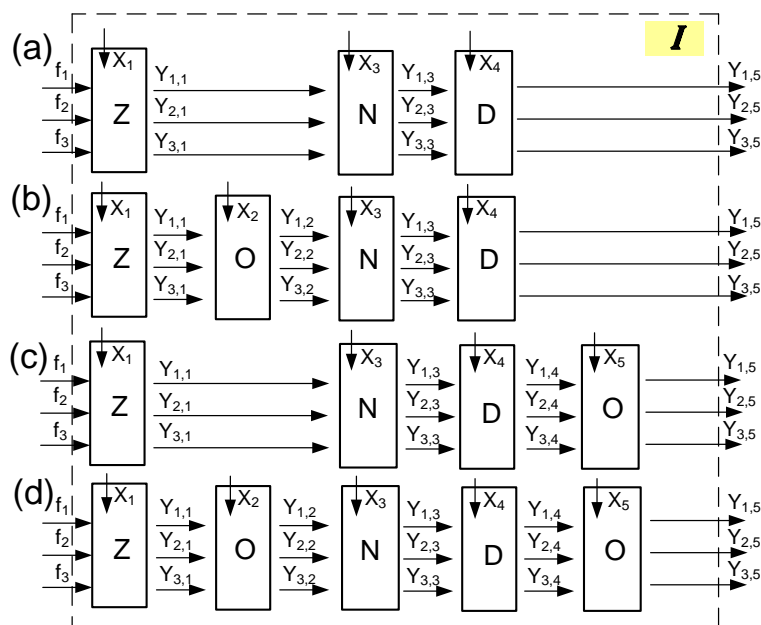 (a) I
X1 X3 X4
f1 Y1,1 Y1,3 Y1,5
f2 Z Y2,1 N Y2,3 D Y2,5
f3 Y3,1 Y3,3 Y3,5
(b) X1 X2 X3 X4
f1 Y1,1 Y1,2 Y1,3 Y1,5
f2 Z Y2,1 O Y2,2 N Y2,3 D Y2,5
f3 Y3,1 Y3,2 Y3,3 Y3,5
(c) X1 X3 X4 X5
f1 Y1,1 Y1,3 Y1,4 Y1,5
f2 Z Y2,1 N Y2,3 D Y2,4 O Y2,5
f3 Y3,1 Y3,3 Y3,4 Y3,5
(d) X1 X2 X3 X4 X5
f1 Y1,1 Y1,2 Y1,3 Y1,4 Y1,5
f2 Z Y2,1 O Y2,2 N Y2,3 D Y2,4 O Y2,5
f3 Y3,1 Y3,2 Y3,3 Y3,4 Y3,5